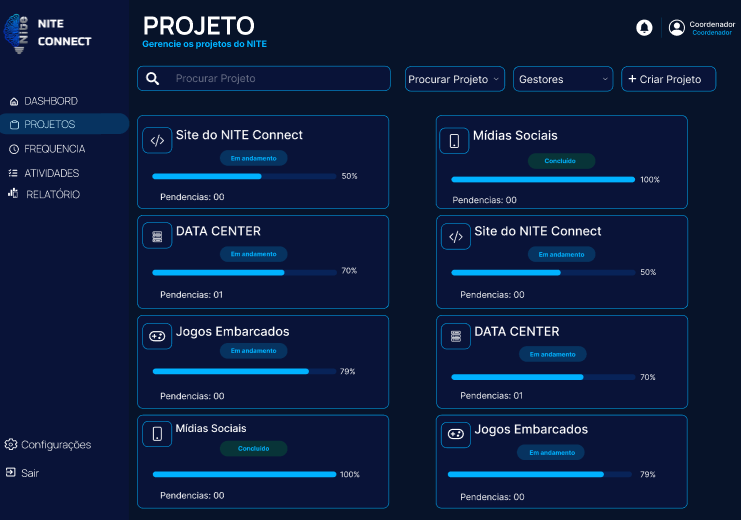 NITE
NITE
CONNECT
DASHBORD
PROJETOS
FREQUENCIA
ATIVIDADES
RELATÓRIO
Configurações
Sair
PROJETO
Gerencie os projetos do NITE
Coordenador
Coordenador
Procurar Projeto
Procurar Projeto
Gestores
+ Criar Projeto
Site do NITE Connect
Em andamento
50%
Pendencias: 00
Mídias Sociais
Concluído
100%
Pendencias: 00
DATA CENTER
Em andamento
70%
Pendencias: 01
Site do NITE Connect
Em andamento
50%
Pendencias: 00
Jogos Embarcados
Em andamento
79%
Pendencias: 00
DATA CENTER
Em andamento
70%
Pendencias: 01
Mídias Sociais
Concluído
100%
Pendencias: 00
Jogos Embarcados
Em andamento
79%
Pendencias: 00